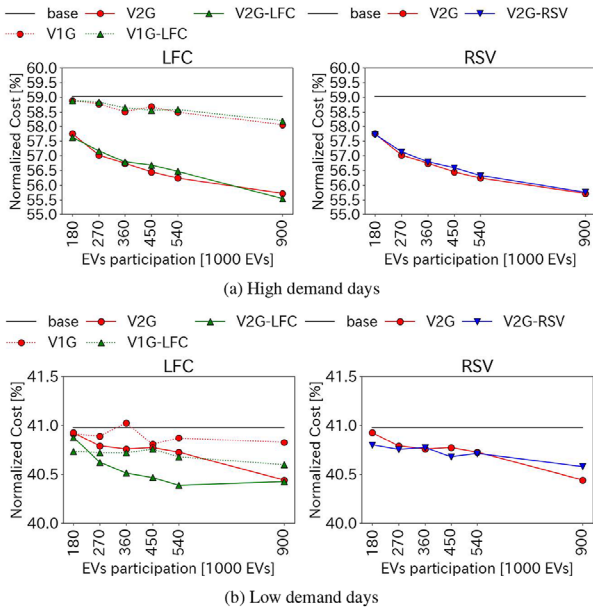 base V2G V2G-LFC base V2G V2G-RSV
V1G V1G-LFC
LFC RSV
Normalized Cost [%] Normalized Cost [%]
60.0 60.0
59.5 59.5
59.0 59.0
58.5 58.5
58.0 58.0
57.5 57.5
57.0 57.0
56.5 56.5
56.0 56.0
55.5 55.5
55.0 55.0
180 270 360 450 540 900 180 270 360 450 540 900
EVs participation [1000 EVs] EVs participation [1000 EVs]
(a) High demand days
base V2G V2G-LFC base V2G V2G-RSV
V1G V1G-LFC
LFC RSV
Normalized Cost [%] Normalized Cost [%]
41.5 41.5
41.0 41.0
40.5 40.5
40.0 40.0
180 270 360 450 540 900 180 270 360 450 540 900
EVs participation [1000 EVs] EVs participation [1000 EVs]
(b) Low demand days